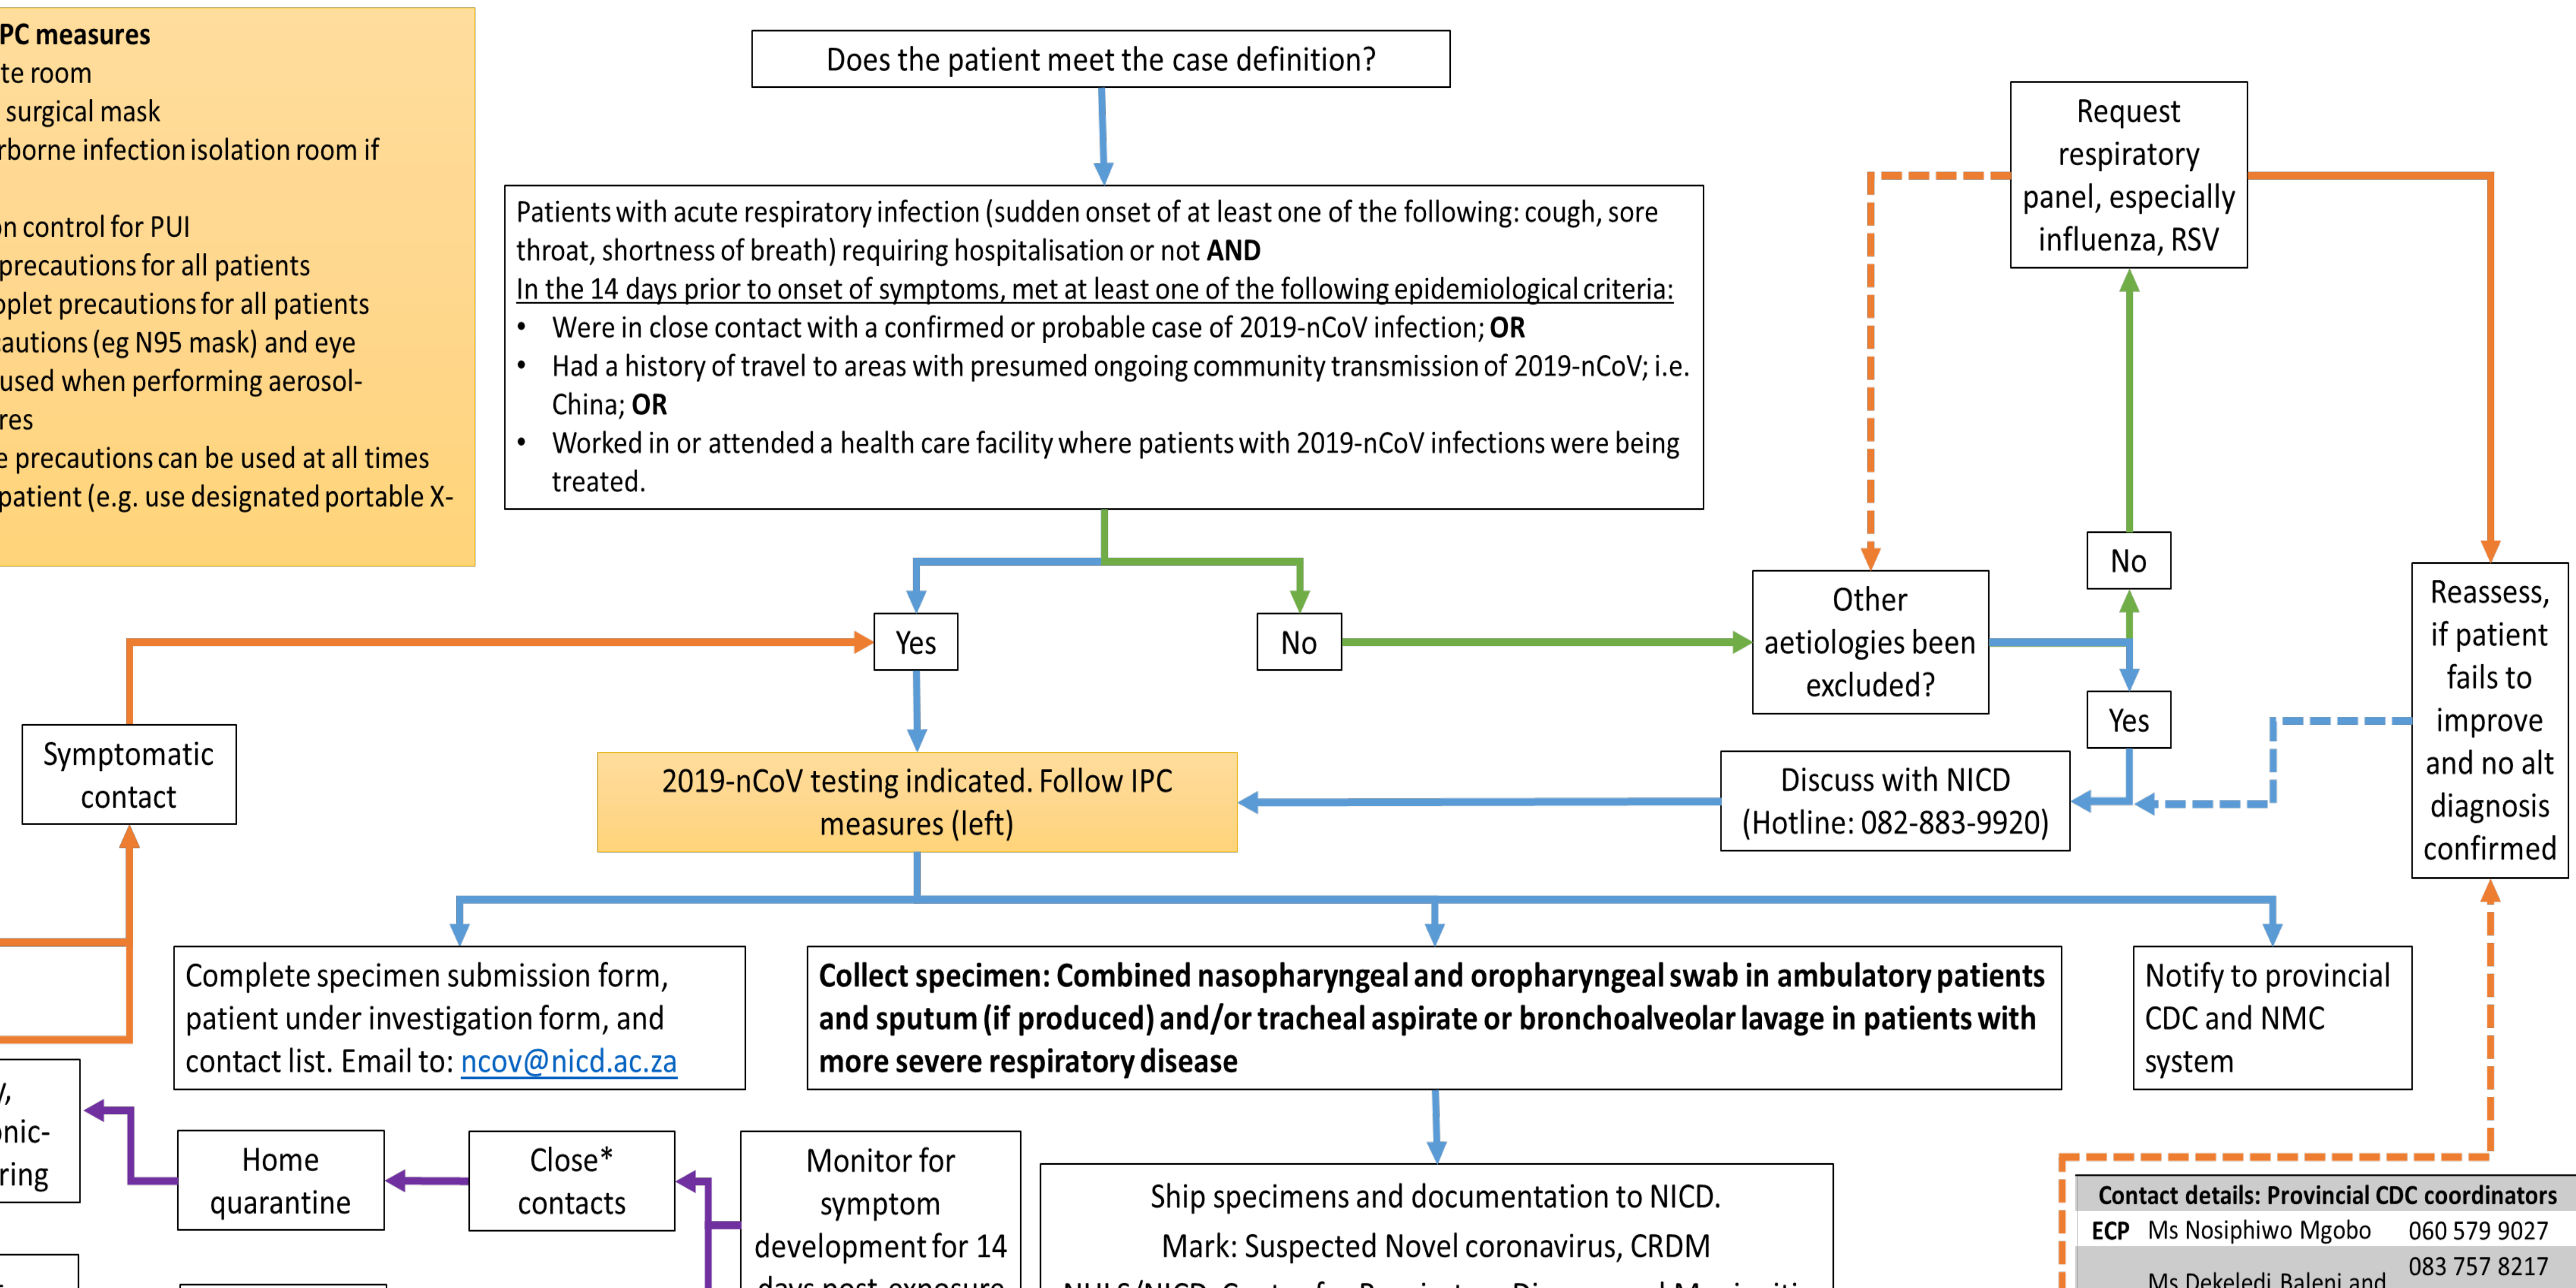 PC measures
te room
surgical mask
rborne infection isolation room if
on control for PUI
precautions for all patients
oplet precautions for all patients
cautions (eg N95 mask) and eye
used when performing aerosol-
res
e precautions can be used at all times
patient (e.g. use designated portable X-
Does the patient meet the case definition?
Patients with acute respiratory infection (sudden onset of at least one of the following: cough, sore
throat, shortness of breath) requiring hospitalisation or not AND
In the 14 days prior to onset of symptoms, met at least one of the following epidemiological criteria:
• Were in close contact with a confirmed or probable case of 2019-nCoV infection; OR
• Had a history of travel to areas with presumed ongoing community transmission of 2019-nCoV; i.e.
China; OR
• Worked in or attended a health care facility where patients with 2019-nCoV infections were being
treated.
Request
respiratory
panel, especially
influenza, RSV
No
Yes
No
Other
aetiologies been
excluded?
Yes
Reassess,
if patient
fails to
improve
and no alt
diagnosis
confirmed
Symptomatic
contact
2019-nCoV testing indicated. Follow IPC
measures (left)
Discuss with NICD
(Hotline: 082-883-9920)
Complete specimen submission form,
patient under investigation form, and
contact list. Email to: ncov@nicd.ac.za
Collect specimen: Combined nasopharyngeal and oropharyngeal swab in ambulatory patients
and sputum (if produced) and/or tracheal aspirate or bronchoalveolar lavage in patients with
more severe respiratory disease
Notify to provincial
CDC and NMC
system
y,
onic-
ring
Home
quarantine
Close*
contacts
Monitor for
symptom
development for 14
days post-exposure
Ship specimens and documentation to NICD.
Mark: Suspected Novel coronavirus, CRDM
Contact details: Provincial CDC coordinators
ECP Ms Nosiphiwo Mgobo 060 579 9027
083 757 8217
Ms Dekeledi Baleni and